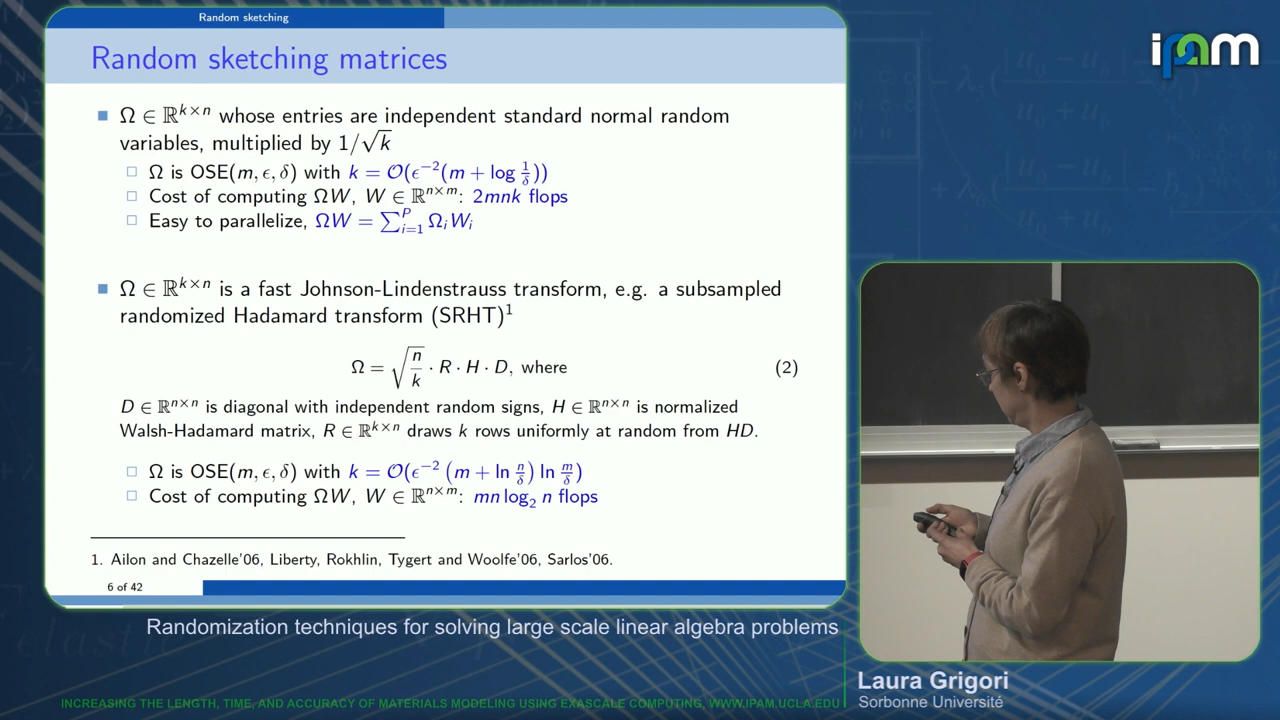 Random sketching
ipam
Random sketching matrices
Ω ∈ ℝ^{k×n} whose entries are independent standard normal random
variables, multiplied by 1/√k
Ω is OSE(m, ϵ, δ) with k = 𝒪(ϵ^{-2}(m + log 1/δ))
Cost of computing ΩW, W ∈ ℝ^{n×m}: 2mnk flops
Easy to parallelize, ΩW = ∑_{i=1}^{P} Ω_i W_i
Ω ∈ ℝ^{k×n} is a fast Johnson-Lindenstrauss transform, e.g. a subsampled
randomized Hadamard transform (SRHT)^1
Ω = √(n/k) · R · H · D, where (2)
D ∈ ℝ^{n×n} is diagonal with independent random signs, H ∈ ℝ^{n×n} is normalized
Walsh-Hadamard matrix, R ∈ ℝ^{k×n} draws k rows uniformly at random from HD.
Ω is OSE(m, ϵ, δ) with k = 𝒪(ϵ^{-2} (m + ln n/δ) ln m/δ)
Cost of computing ΩW, W ∈ ℝ^{n×m}: mn log_2 n flops
1. Ailon and Chazelle'06, Liberty, Rokhlin, Tygert and Woolfe'06, Sarlos'06.
6 of 42
Randomization techniques for solving large scale linear algebra problems
Laura Grigori
Sorbonne Université
INCREASING THE LENGTH, TIME, AND ACCURACY OF MATERIALS MODELING USING EXASCALE COMPUTING, WWW.IPAM.UCLA.EDU